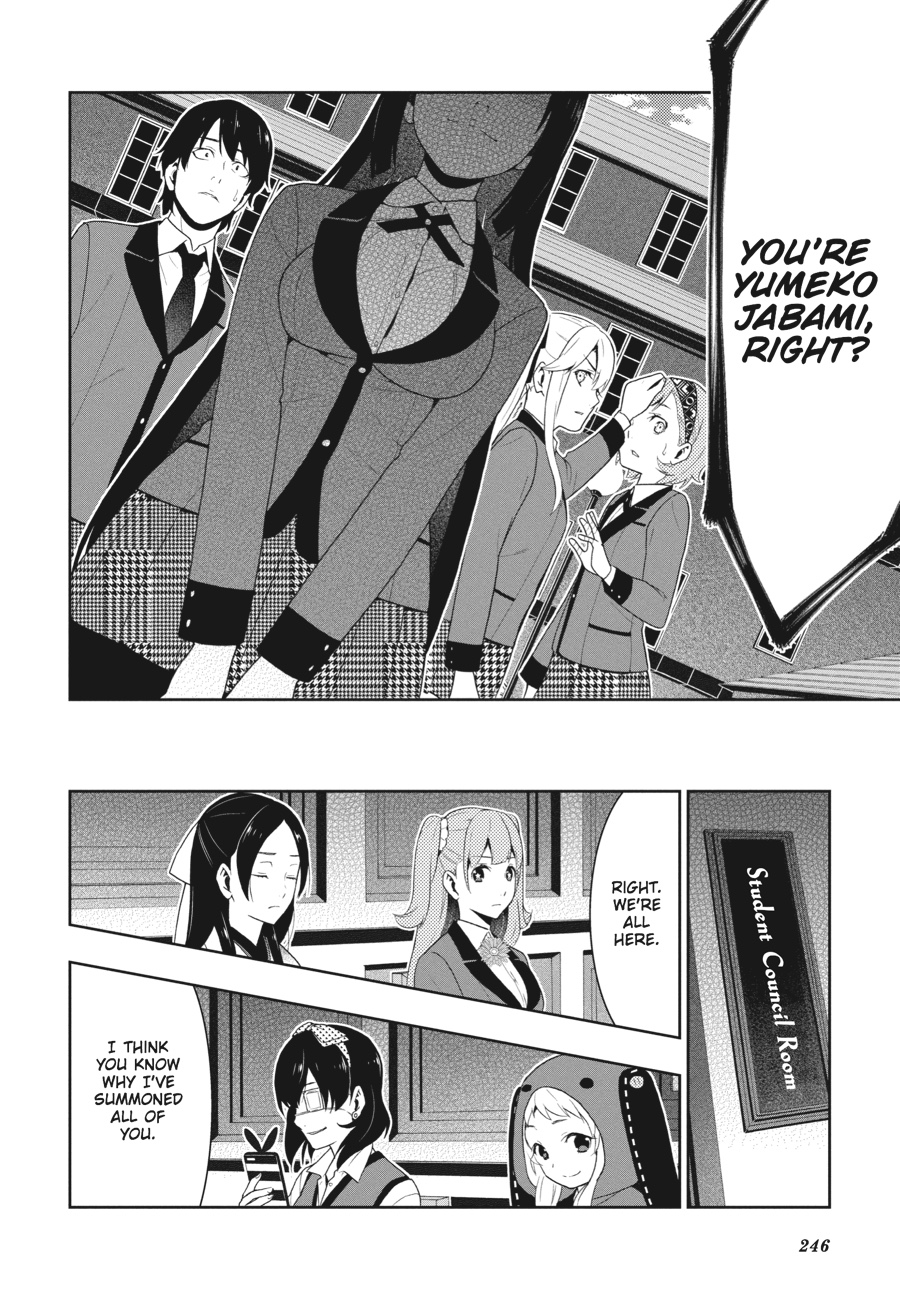 YOU'RE
YUMEKO
JABAMI,
RIGHT?
Student Council Room
RIGHT.
WE'RE
ALL
HERE.
I THINK
YOU KNOW
WHY I'VE
SUMMONED
ALL OF
YOU.
246